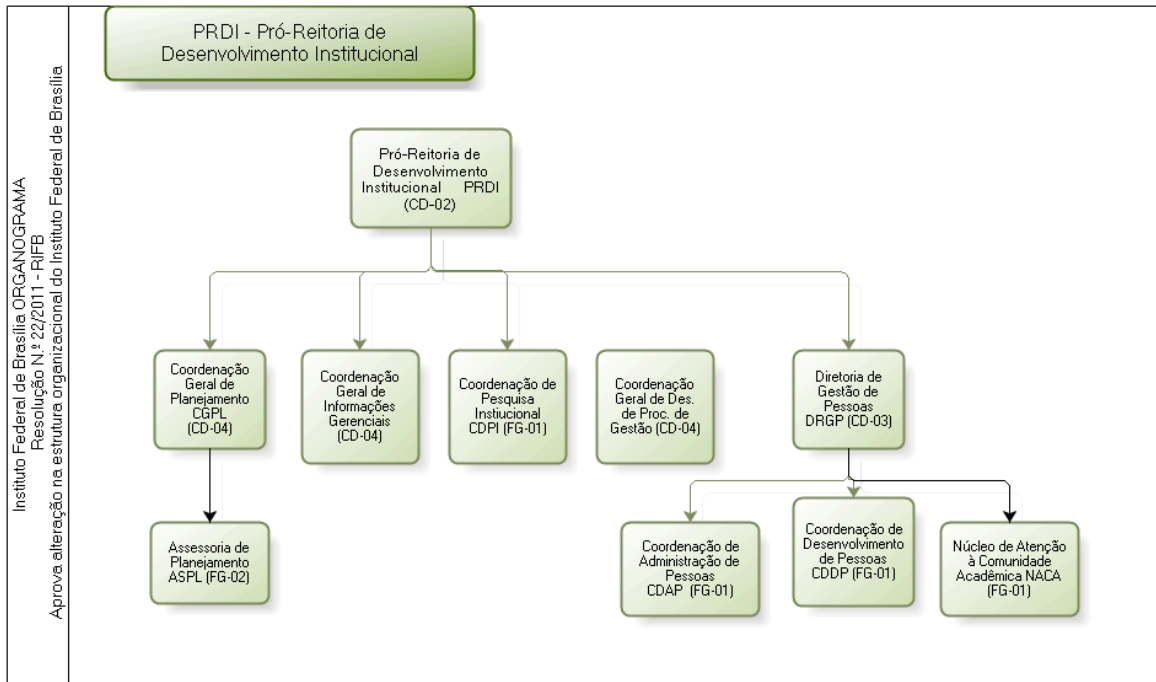 Instituto Federal de Brasília ORGANOGRAMA
Resolução N.º 22/2011 - RIFB
Aprova alteração na estrutura organizacional do Instituto Federal de Brasília
PRDI - Pró-Reitoria de
Desenvolvimento Institucional
Pró-Reitoria de
Desenvolvimento
Institucional PRDI
(CD-02)
Coordenação
Geral de
Planejamento
CGPL
(CD-04)
Coordenação
Geral de
Informações
Gerenciais
(CD-04)
Coordenação de
Pesquisa
Instituicional
CDPI (FG-01)
Coordenação
Geral de Des.
de Proc. de
Gestão (CD-04)
Diretoria de
Gestão de
Pessoas
DRGP (CD-03)
Assessoria de
Planejamento
ASPL (FG-02)
Coordenação de
Administração de
Pessoas
CDAP (FG-01)
Coordenação de
Desenvolvimento
de Pessoas
CDDP (FG-01)
Núcleo de Atenção
à Comunidade
Acadêmica NACA
(FG-01)